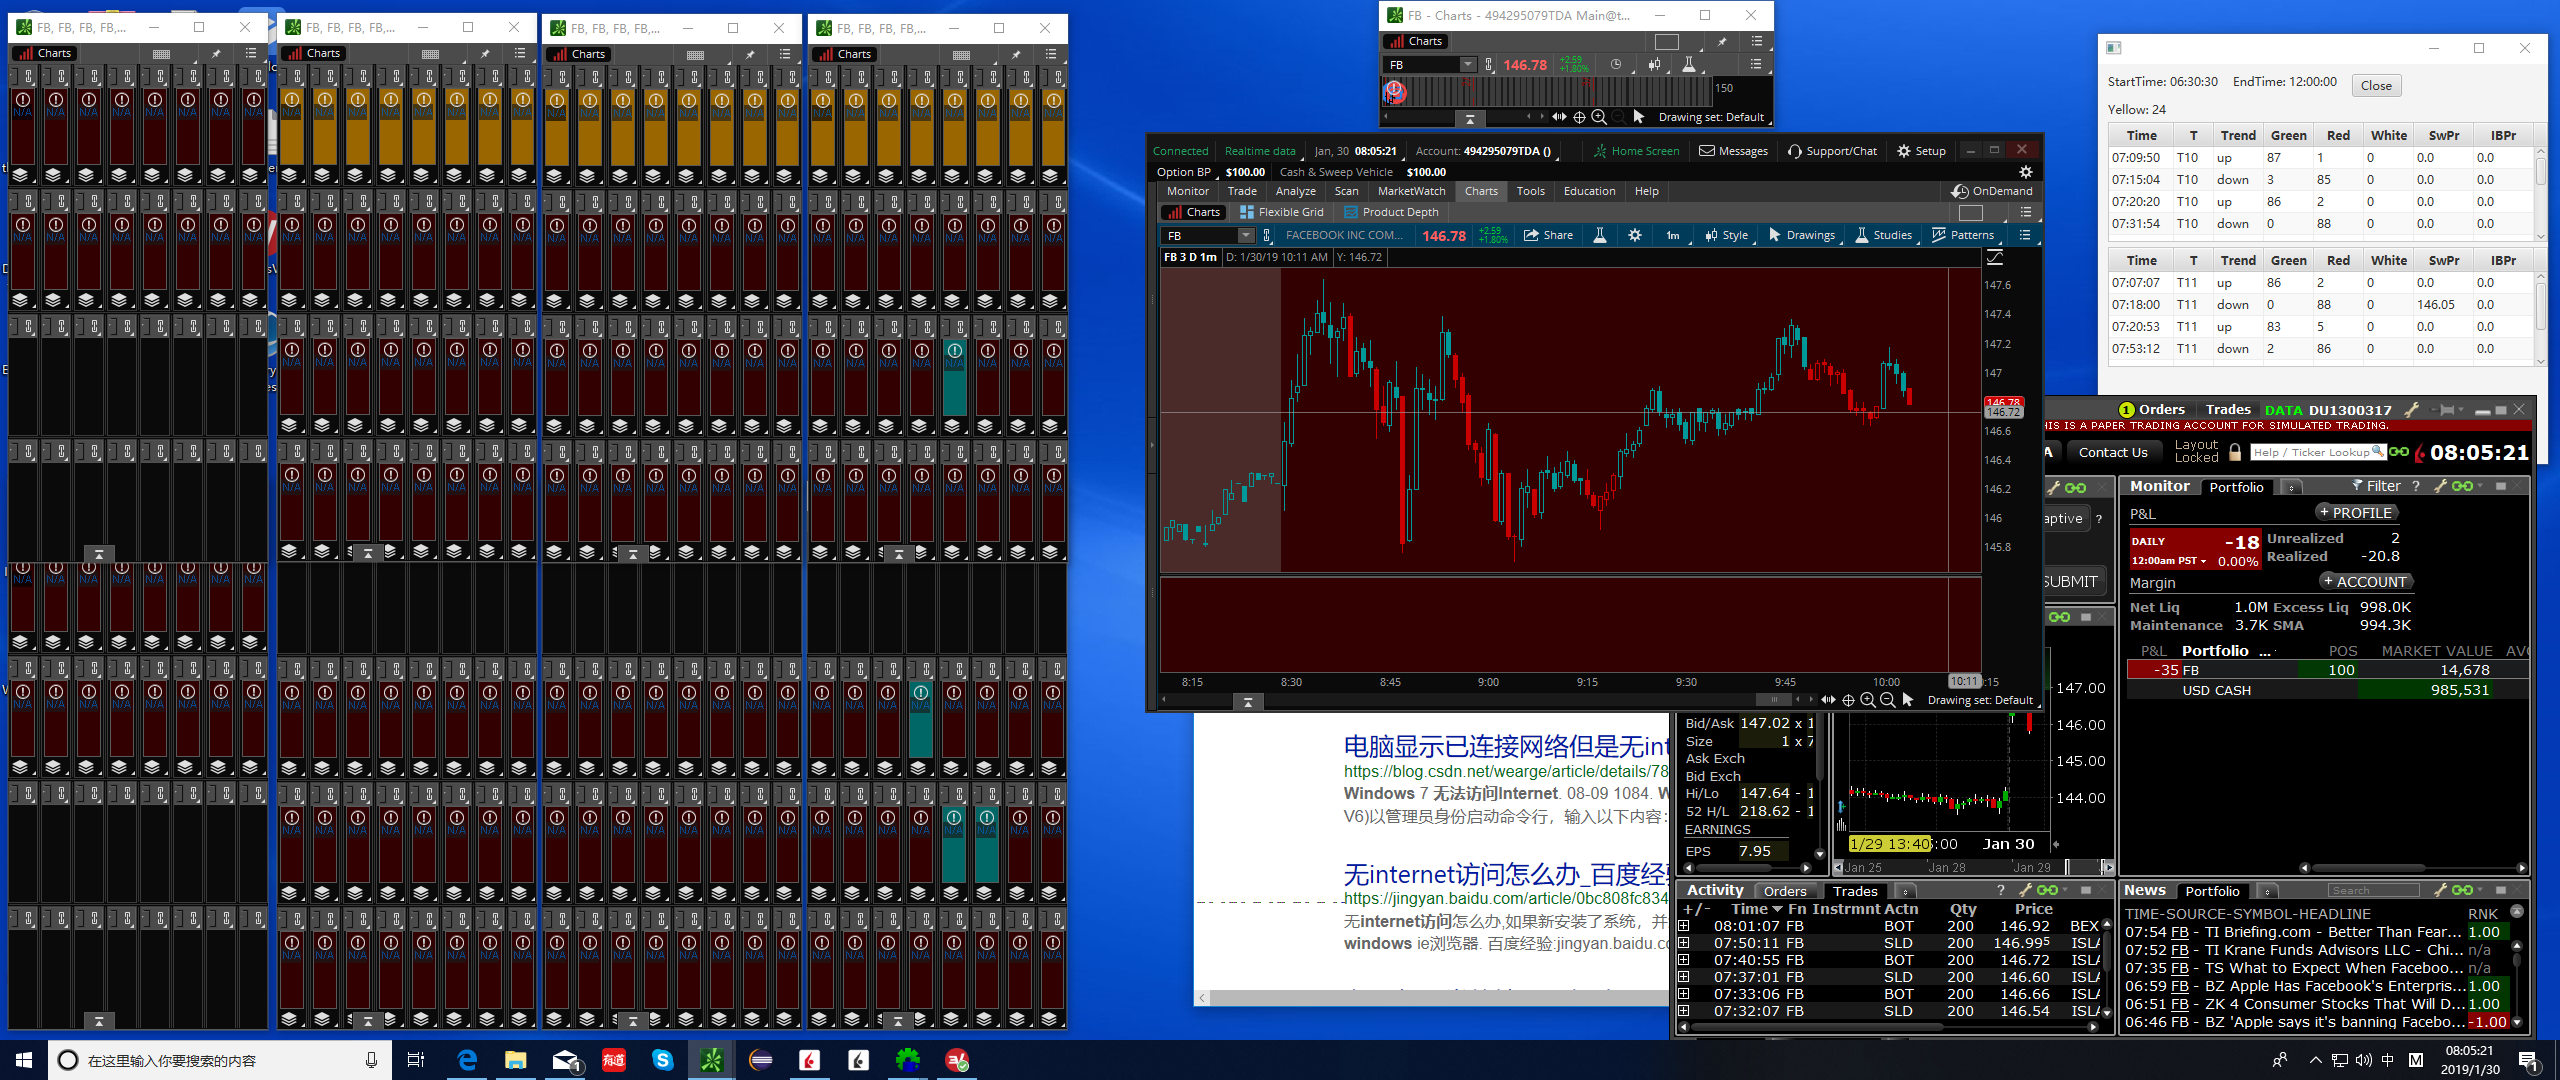 FB, FB, FB, FB,...
FB, FB, FB, FB,...
FB, FB, FB, FB,...
FB, FB, FB, FB,...
Charts
Charts
Charts
Charts
FB - Charts - 494295079TDA Main@t...
Charts
FB
146.78
+2.59
+1.80%
150
Drawing set: Default
StartTime: 06:30:30 EndTime: 12:00:00 Close
Yellow: 24
Time T Trend Green Red White SwPr IBPr
07:09:50 T10 up 87 1 0 0.0 0.0
07:15:04 T10 down 3 85 0 0.0 0.0
07:20:20 T10 up 86 2 0 0.0 0.0
07:31:54 T10 down 0 88 0 0.0 0.0
Time T Trend Green Red White SwPr IBPr
07:07:07 T11 up 86 2 0 0.0 0.0
07:18:00 T11 down 0 88 0 146.05 0.0
07:20:53 T11 up 83 5 0 0.0 0.0
07:53:12 T11 down 2 86 0 0.0 0.0
Connected Realtime data Jan, 30 08:05:21 Account: 494295079TDA () Home Screen Messages Support/Chat Setup
Option BP $100.00 Cash & Sweep Vehicle $100.00
Monitor Trade Analyze Scan MarketWatch Charts Tools Education Help OnDemand
Charts Flexible Grid Product Depth
FB FACEBOOK INC COM... 146.78 +2.59 +1.80% Share 1m Style Drawings Studies Patterns
FB 3 D 1m D: 1/30/19 10:11 AM Y: 146.72
147.6
147.4
147.2
147
146.78
146.72
146.6
146.4
146.2
146
145.8
8:15 8:30 8:45 9:00 9:15 9:30 9:45 10:00 10:11 :15
Drawing set: Default
1 Orders Trades DATA DU1300317
HIS IS A PAPER TRADING ACCOUNT FOR SIMULATED TRADING.
A Contact Us Layout Locked Help / Ticker Lookup 08:05:21
Monitor Portfolio Filter ?
aptive ?
SUBMIT
P&L + PROFILE
DAILY -18 Unrealized 2
12:00am PST 0.00% Realized -20.8
Margin + ACCOUNT
Net Liq 1.0M Excess Liq 998.0K
Maintenance 3.7K SMA 994.3K
P&L Portfolio ... POS MARKET VALUE AVG
-35 FB 100 14,678
USD CASH 985,531
Bid/Ask 147.02 x 1
Size 1 x 7
Ask Exch
Bid Exch
Hi/Lo 147.64 - 1
52 H/L 218.62 - 1
EARNINGS
EPS 7.95
147.00
146.00
145.00
144.00
1/29 13:40 5:00 Jan 30
Jan 25 Jan 28 Jan 29
电脑显示已连接网络但是无int
https://blog.csdn.net/wearge/article/details/78
Windows 7 无法访问Internet. 08-09 1084. W
V6)以管理员身份启动命令行，输入以下内容：
无internet访问怎么办_百度经验
https://jingyan.baidu.com/article/0bc808fc834
无internet访问怎么办,如果新安装了系统，并
windows ie浏览器. 百度经验:jingyan.baidu.co
Activity Orders Trades ?
+/- Time Fn Instrmnt Actn Qty Price
08:01:07 FB BOT 200 146.92 BEX
07:50:11 FB SLD 200 146.995 ISLA
07:40:55 FB BOT 200 146.72 ISLA
07:37:01 FB SLD 200 146.60 ISLA
07:33:06 FB BOT 200 146.66 ISLA
07:32:07 FB SLD 200 146.54 ISLA
News Portfolio Search
TIME-SOURCE-SYMBOL-HEADLINE RNK
07:54 FB - TI Briefing.com - Better Than Fear... 1.00
07:52 FB - TI Krane Funds Advisors LLC - Chi... n/a
07:35 FB - TS What to Expect When Faceboo... n/a
06:59 FB - BZ Apple Has Facebook's Enterpris... 1.00
06:51 FB - ZK 4 Consumer Stocks That Will D... 1.00
06:46 FB - BZ 'Apple says it's banning Facebo... -1.00
在这里输入你要搜索的内容
有道
中
M
08:05:21
2019/1/30